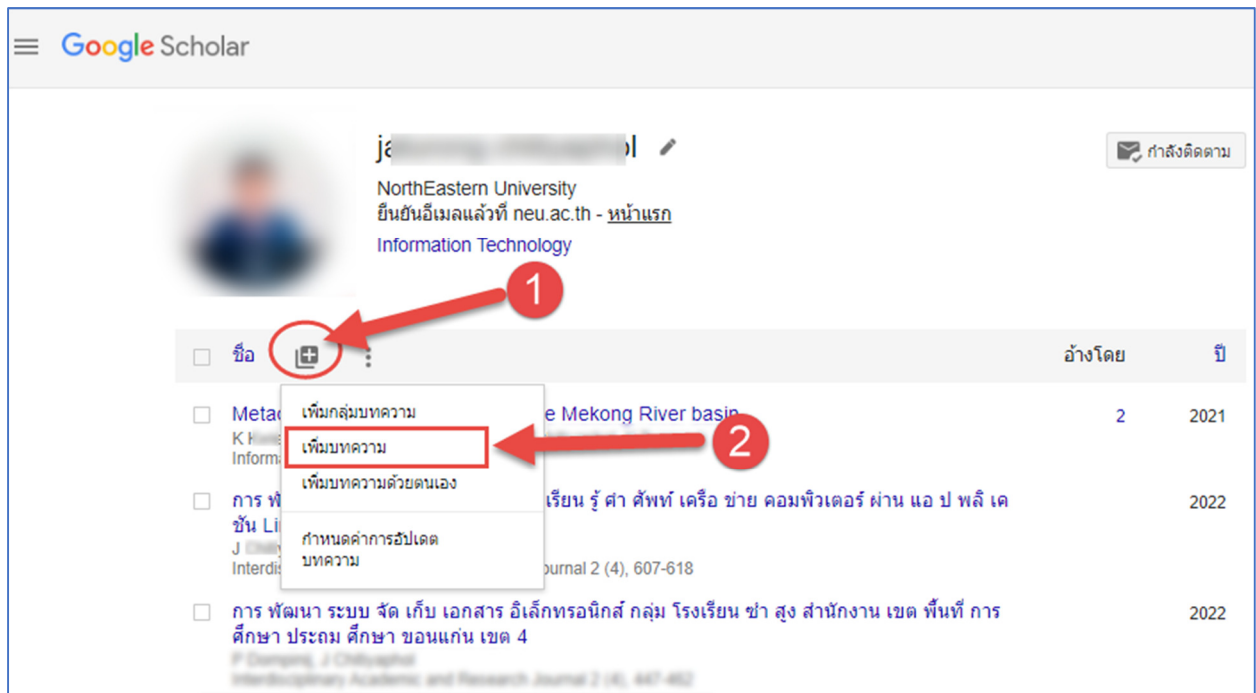 Google Scholar
NorthEastern University
กำลังติดตาม
ยืนยันอีเมลแล้วที่ neu.ac.th - หน้าแรก
Information Technology
1
ชื่อ
อ้างโดย
ปี
เพิ่มกลุ่มบทความ
e Mekong River basin
2
2021
เพิ่มบทความ
2
เพิ่มบทความด้วยตนเอง
เรียน รู้ คำ ศัพท์ เครือ ข่าย คอมพิวเตอร์ ผ่าน แอ ป พลิ เค
2022
ชัน Li
กำหนดค่าการอัปเดต
บทความ
2 (4), 607-618
การ พัฒนา ระบบ จัด เก็บ เอกสาร อิเล็กทรอนิกส์ กลุ่ม โรงเรียน ซำ สูง สำนักงาน เขต พื้นที่ การ
2022
ศึกษา ประถม ศึกษา ขอนแก่น เขต 4
Interdisciplinary Academic and Research Journal 2 (4), 447-462